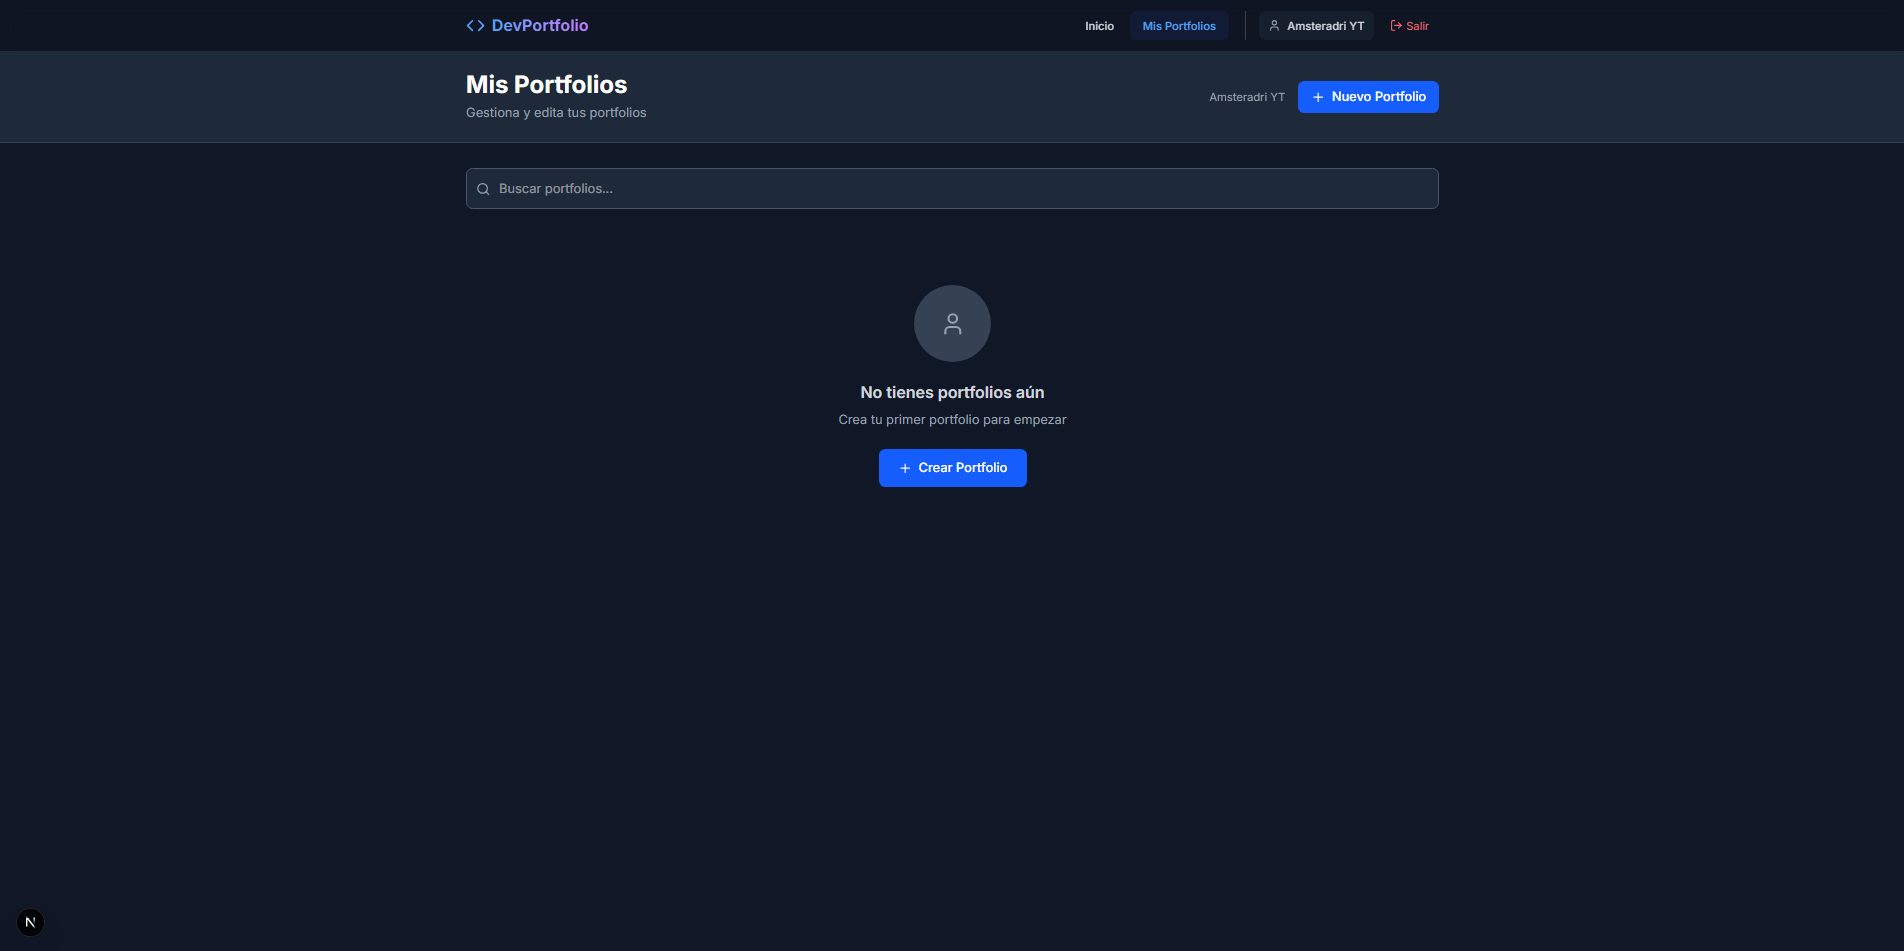 DevPortfolio
Inicio
Mis Portfolios
Amsteradri YT
Salir
Mis Portfolios
Gestiona y edita tus portfolios
Amsteradri YT
Nuevo Portfolio
Buscar portfolios...
No tienes portfolios aún
Crea tu primer portfolio para empezar
Crear Portfolio
N